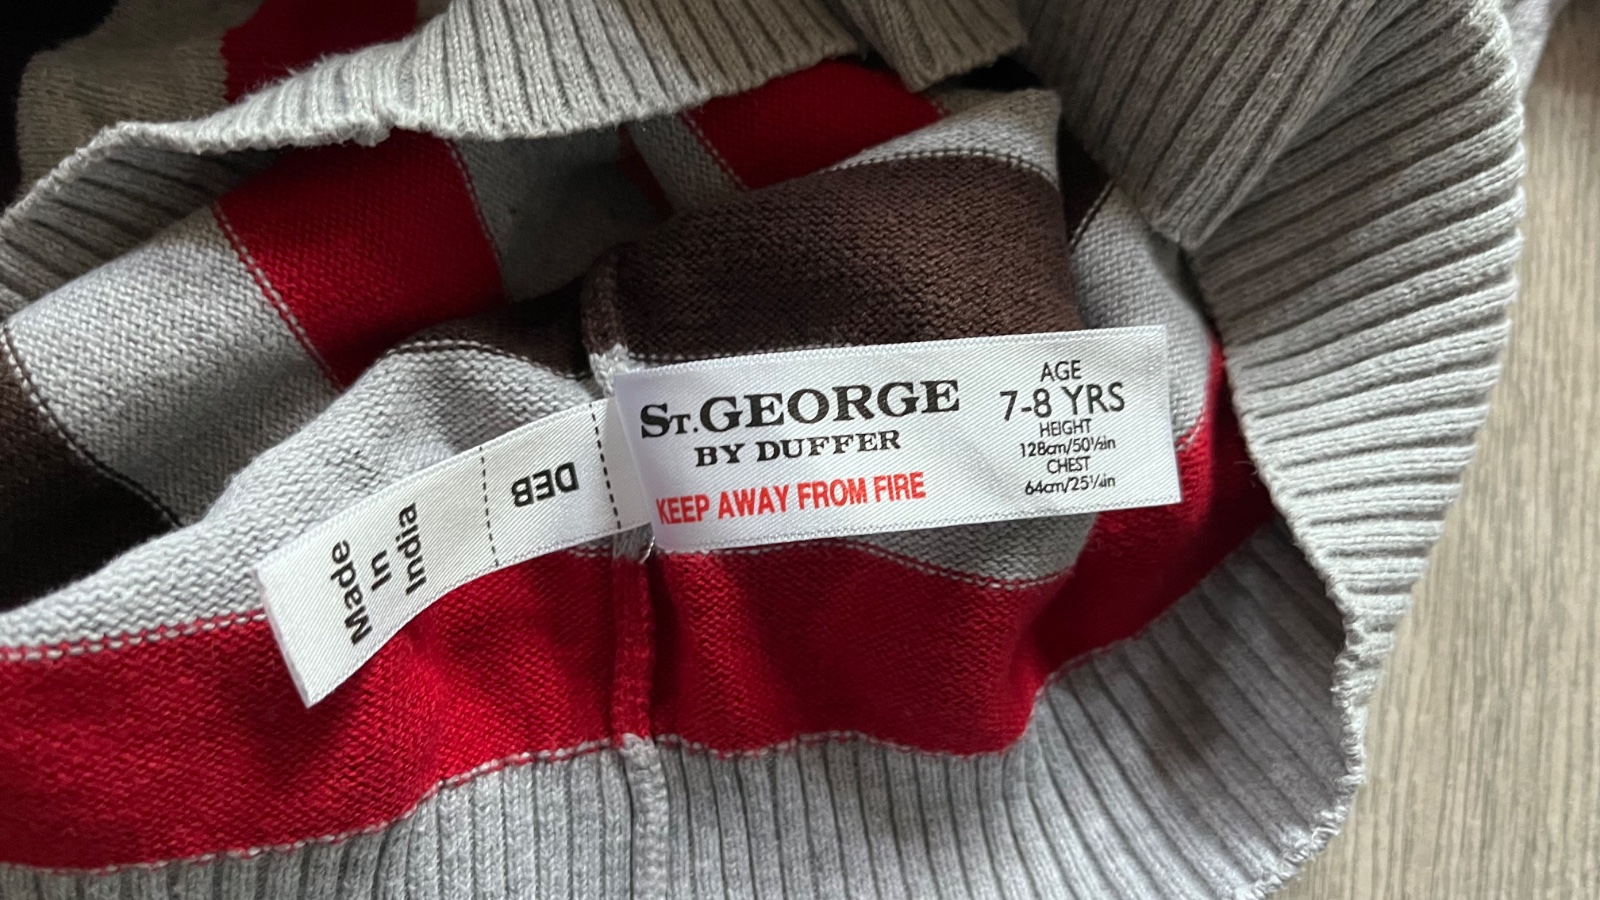 St. GEORGE
BY DUFFER
KEEP AWAY FROM FIRE
AGE
7-8 YRS
HEIGHT
128cm/50½in
CHEST
64cm/25¼in
DEB
Made
In
India